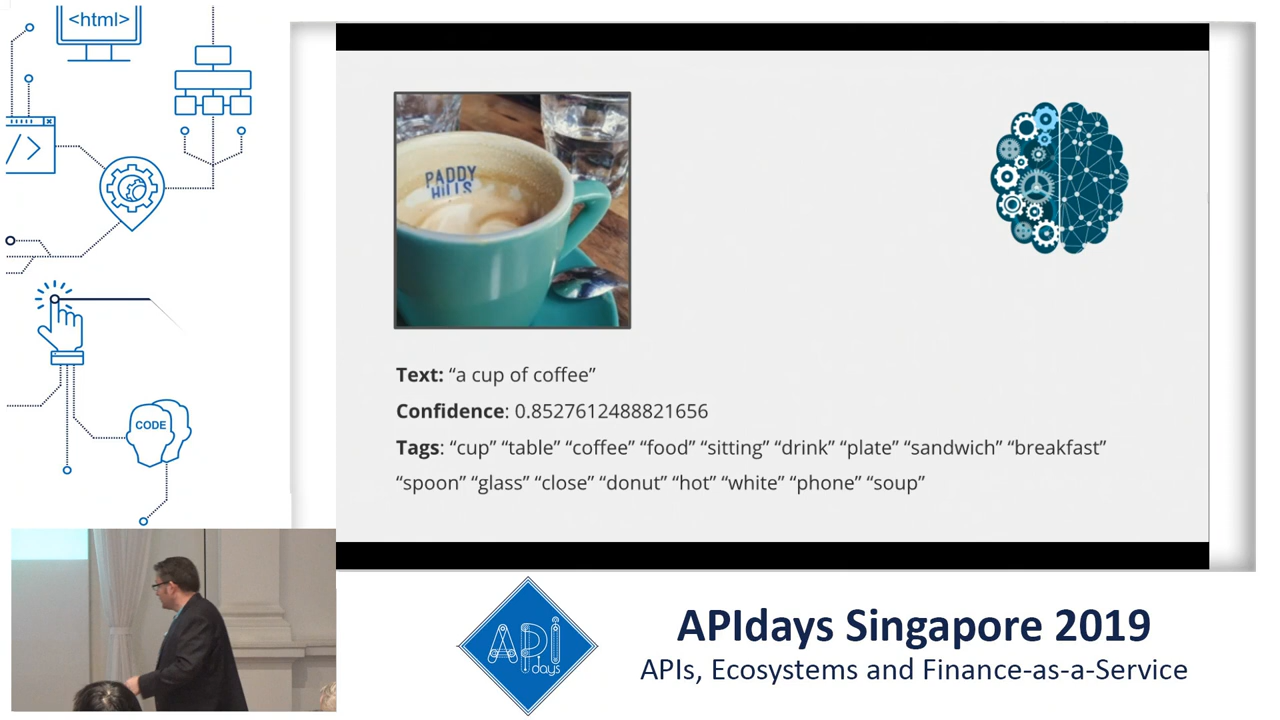 <html>
</>
CODE
PADDY
HILLS
Text: “a cup of coffee”
Confidence: 0.8527612488821656
Tags: “cup” “table” “coffee” “food” “sitting” “drink” “plate” “sandwich” “breakfast”
“spoon” “glass” “close” “donut” “hot” “white” “phone” “soup”
API
days
APIdays Singapore 2019
APIs, Ecosystems and Finance-as-a-Service